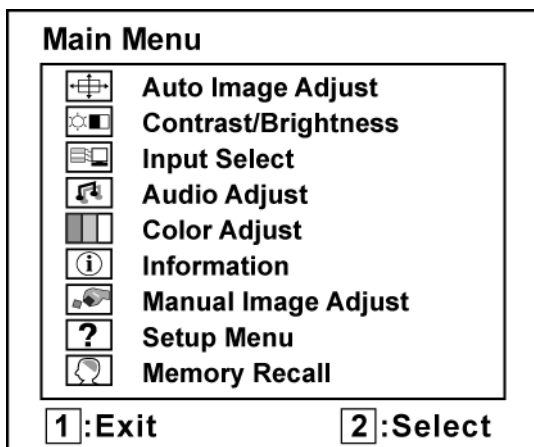 Main Menu
Auto Image Adjust
Contrast/Brightness
Input Select
Audio Adjust
Color Adjust
Information
Manual Image Adjust
? Setup Menu
Memory Recall
1:Exit 2:Select